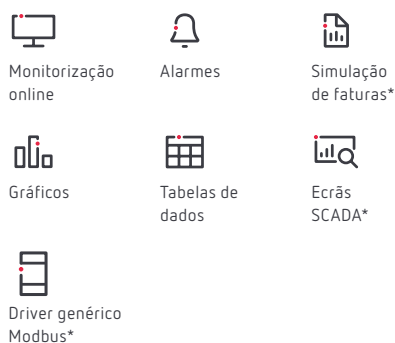 Monitorização
online
Alarmes
Simulação
de faturas*
Gráficos
Tabelas de
dados
Ecrãs
SCADA*
Driver genérico
Modbus*